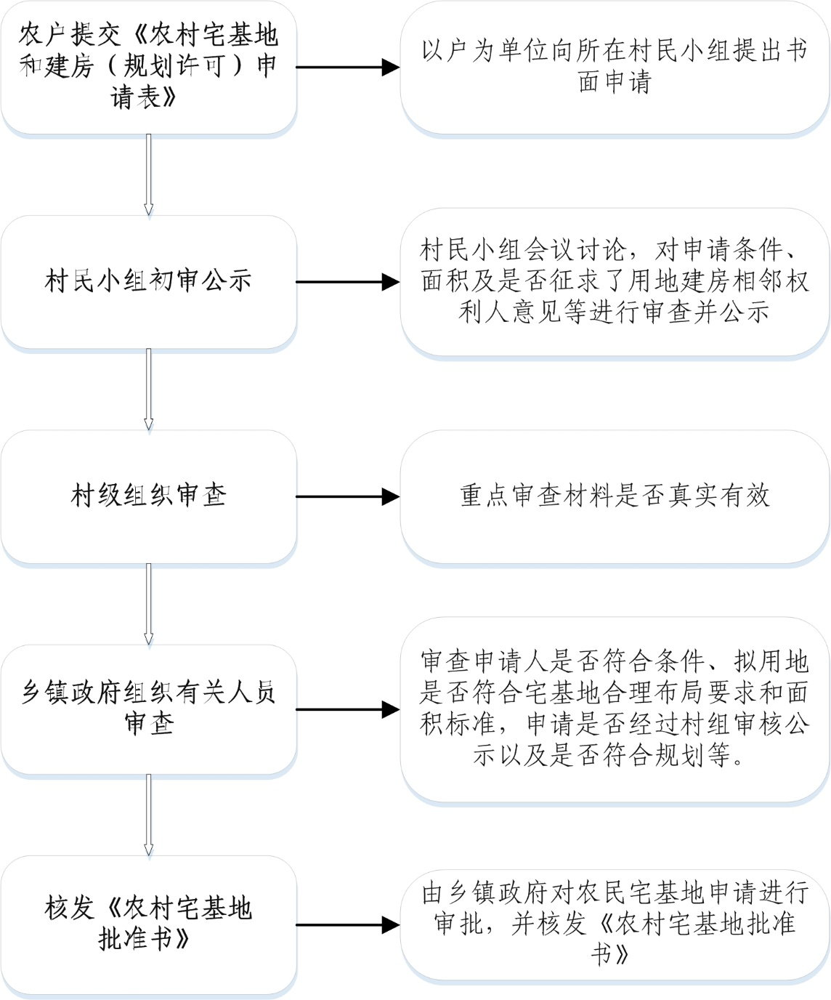 农户提交《农村宅基地
和建房（规划许可）申
请表》
以户为单位向所在村民小组提出书
面申请
村民小组初审公示
村民小组会议讨论，对申请条件、
面积及是否征求了用地建房相邻权
利人意见等进行审查并公示
村级组织审查
重点审查材料是否真实有效
乡镇政府组织有关人员
审查
审查申请人是否符合条件、拟用地
是否符合宅基地合理布局要求和面
积标准，申请是否经过村组审核公
示以及是否符合规划等。
核发《农村宅基地
批准书》
由乡镇政府对农民宅基地申请进行
审批，并核发《农村宅基地批准
书》